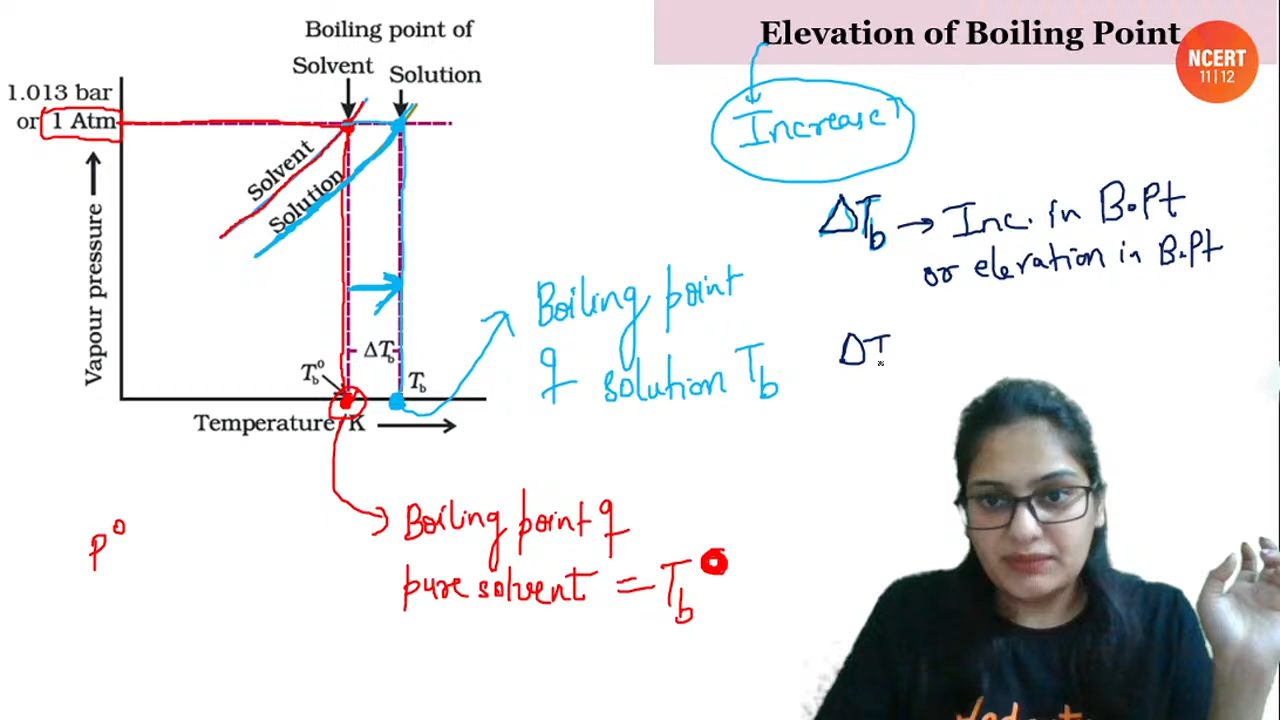 Elevation of Boiling Point
NCERT
11|12
Boiling point of
Solvent
Solution
1.013 bar
or 1 Atm
Vapour pressure
Solvent
Solution
ΔTb
Tb°
Tb
Temperature/K
Increase↑
ΔTb → Inc. in B.Pt
or elevation in B.Pt
ΔT
Boiling point
of solution Tb
Boiling point of
pure solvent = Tb°
P°
Vedantu